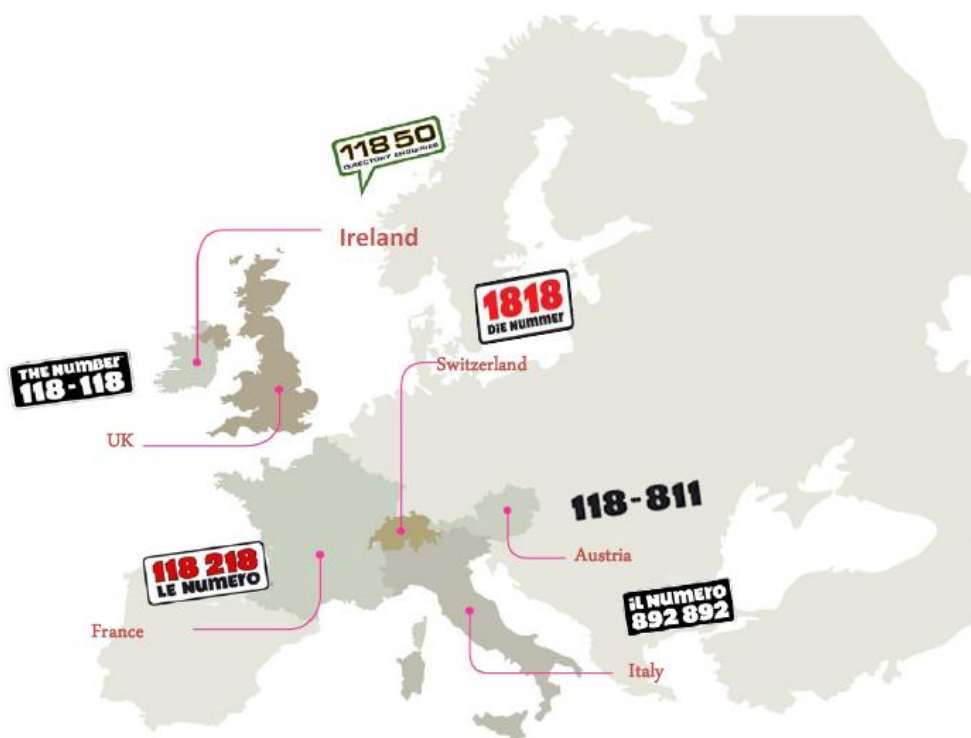 11850
DIRECTORY ENQUIRIES
Ireland
1818
DiE NUMMER
Switzerland
THE NUMBER
118-118
UK
118-811
Austria
118 218
LE NUMERO
France
iL NUMERO
892 892
Italy